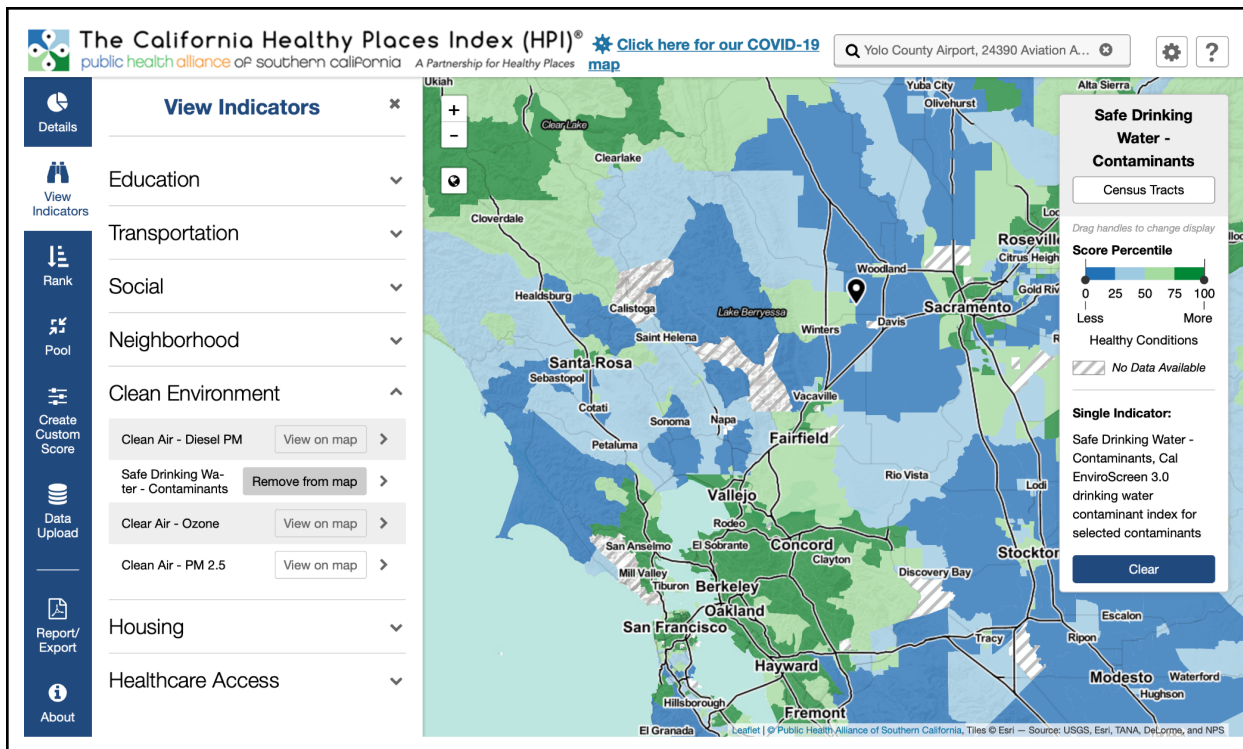 The California Healthy Places Index (HPI)®
public health alliance of southern california A Partnership for Healthy Places
Click here for our COVID-19
map
Yolo County Airport, 24390 Aviation A...
?
Details
View
Indicators
Rank
Pool
Create
Custom
Score
Data
Upload
Report/
Export
About
View Indicators
Education
Transportation
Social
Neighborhood
Clean Environment
Clean Air - Diesel PM View on map
Safe Drinking Wa-
ter - Contaminants Remove from map
Clear Air - Ozone View on map
Clean Air - PM 2.5 View on map
Housing
Healthcare Access
+
−
Ukiah
Yuba City
Alta Sierra
Olivehurst
Clear Lake
Clearlake
Cloverdale
Roseville
Citrus Heigh
Woodland
Gold Riv
Healdsburg
Calistoga
Lake Berryessa
Sacramento
Winters
Davis
Saint Helena
Santa Rosa
Sebastopol
Vacaville
Cotati
Sonoma
Napa
Fairfield
Petaluma
Rio Vista
Lodi
Vallejo
Rodeo
San Anselmo
El Sobrante
Concord
Clayton
Stockton
Mill Valley
Tiburon
Berkeley
Discovery Bay
Oakland
San Francisco
Escalon
Tracy
Ripon
Hayward
Modesto
Waterford
Hughson
Hillsborough
Fremont
El Granada
Safe Drinking
Water -
Contaminants
Census Tracts
Drag handles to change display
Score Percentile
0 25 50 75 100
Less More
Healthy Conditions
No Data Available
Single Indicator:
Safe Drinking Water -
Contaminants, Cal
EnviroScreen 3.0
drinking water
contaminant index for
selected contaminants
Clear
Leaflet | © Public Health Alliance of Southern California, Tiles © Esri — Source: USGS, Esri, TANA, DeLorme, and NPS